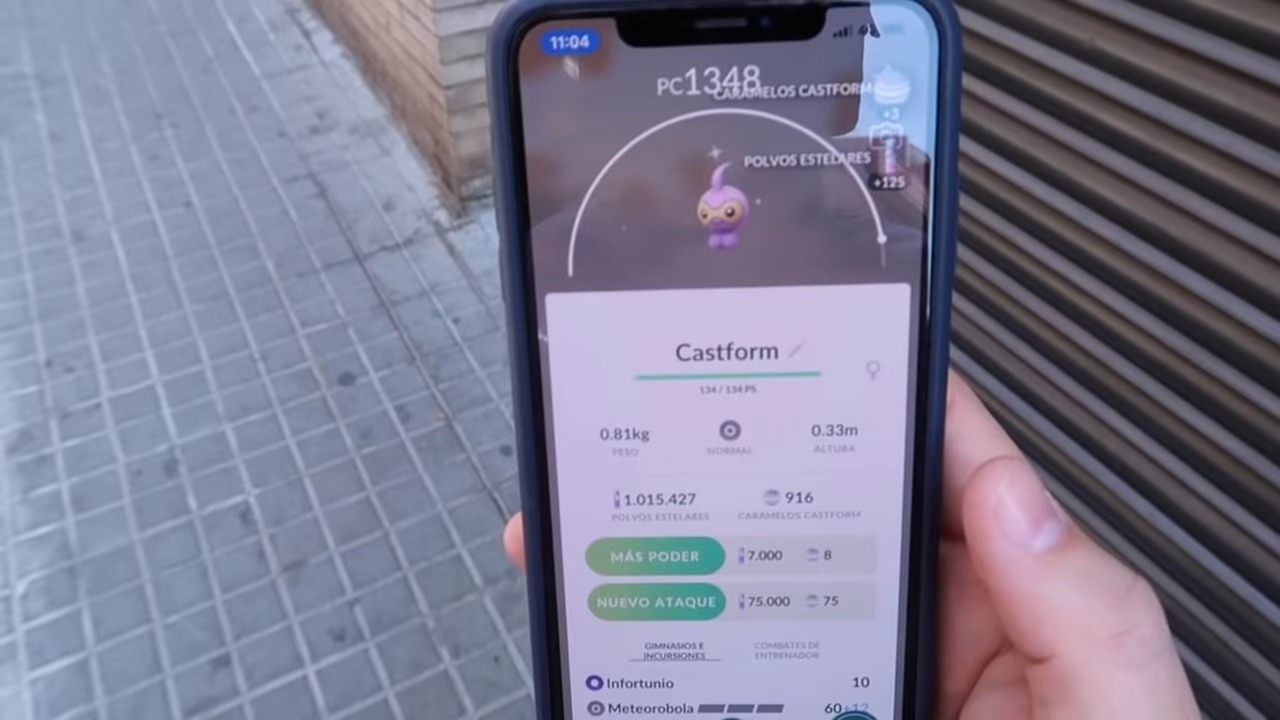 11:04
PC1348
CARAMELOS CASTFORM
+3
POLVOS ESTELARES
+125
Castform
134 / 134 PS
0.81kg
PESO
NORMAL
0.33m
ALTURA
1.015.427
POLVOS ESTELARES
916
CARAMELOS CASTFORM
MÁS PODER 7.000 8
NUEVO ATAQUE 75.000 75
GIMNASIOS E
INCURSIONES
COMBATES DE
ENTRENADOR
Infortunio 10
Meteorobola 60+12